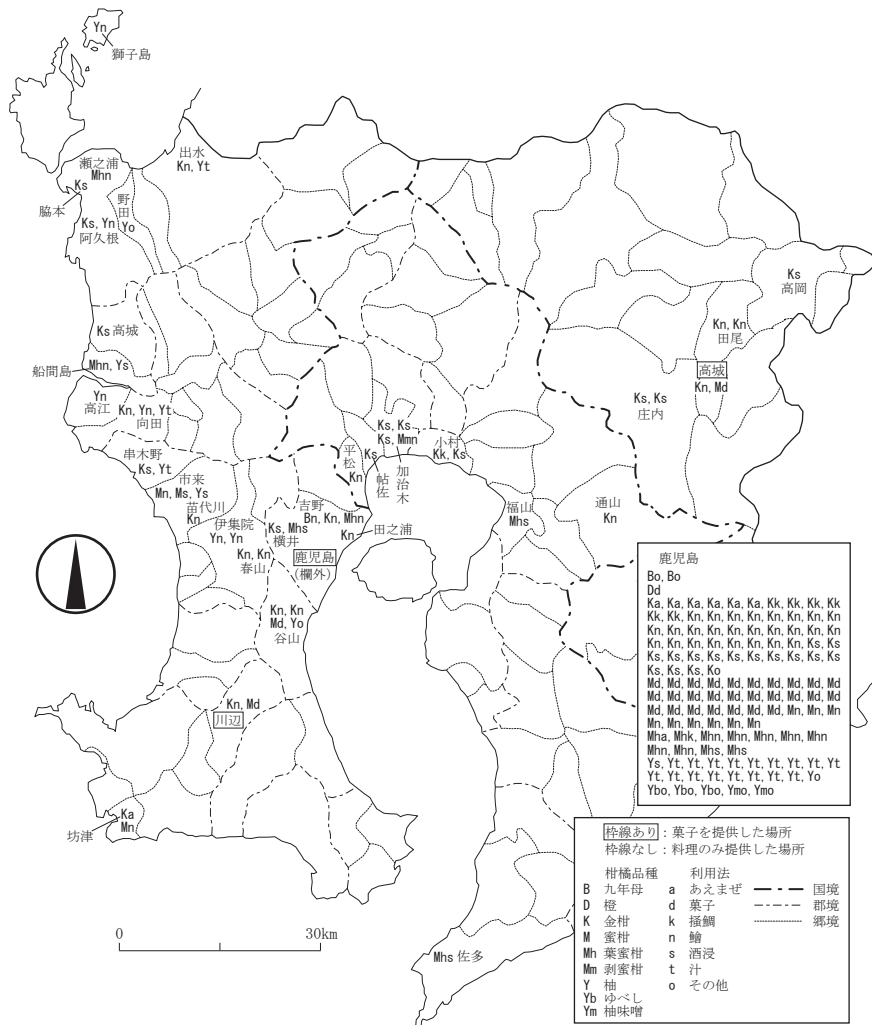 Yn
獅子島
出水
Kn, Yt
瀬之浦
Mhn
Ks
脇本
野田
Yo
Ks, Yn
阿久根
Ks 高城
Mhn, Ys
船間島
Yn
高江
Kn, Yn, Yt
向田
串木野
Ks, Yt
市来
Mn, Ms, Ys
苗代川
Kn
伊集院
Yn, Yn
Kn, Kn
春山
Ks, Mhs
横井
吉野
Bn, Kn, Mhn
Kn
田之浦
鹿児島
(欄外)
Kn, Kn
Md, Yo
谷山
Kn, Md
川辺
Ka
Mn
坊津
平松
Kn
Ks
帖佐
Ks, Ks
Ks, Mmn
加治木
小村
Kk, Ks
福山
Mhs
通山
Kn
Ks, Ks
庄内
Ks
高岡
Kn, Kn
田尾
高城
Kn, Md
Mhs 佐多
0
30km
鹿児島
Bo, Bo
Dd
Ka, Ka, Ka, Ka, Ka, Ka, Kk, Kk, Kk, Kk
Kk, Kk, Kn, Kn, Kn, Kn, Kn, Kn, Kn, Kn
Kn, Kn, Kn, Kn, Kn, Kn, Kn, Kn, Kn, Kn
Kn, Kn, Kn, Kn, Kn, Kn, Kn, Kn, Ks, Ks
Ks, Ks, Ks, Ks, Ks, Ks, Ks, Ks, Ks, Ks
Ks, Ks, Ks, Ko
Md, Md, Md, Md, Md, Md, Md, Md, Md, Md
Md, Md, Md, Md, Md, Md, Md, Md, Md, Md
Md, Md, Md, Md, Md, Md, Md, Mn, Mn, Mn
Mn, Mn, Mn, Mn, Mn, Mn
Mha, Mhk, Mhn, Mhn, Mhn, Mhn, Mhn
Mhn, Mhn, Mhs, Mhs
Ys, Yt, Yt, Yt, Yt, Yt, Yt, Yt, Yt, Yt
Yt, Yt, Yt, Yt, Yt, Yt, Yt, Yt, Yo
Ybo, Ybo, Ybo, Ymo, Ymo
枠線あり：菓子を提供した場所
枠線なし：料理のみ提供した場所
柑橘品種 利用法
B 九年母 a あえまぜ 国境
D 橙 d 菓子 郡境
K 金柑 k 掻鯛 郷境
M 蜜柑 n 鱠
Mh 葉蜜柑 s 酒浸
Mm 剥蜜柑 t 汁
Y 柚 o その他
Yb ゆべし
Ym 柚味噌